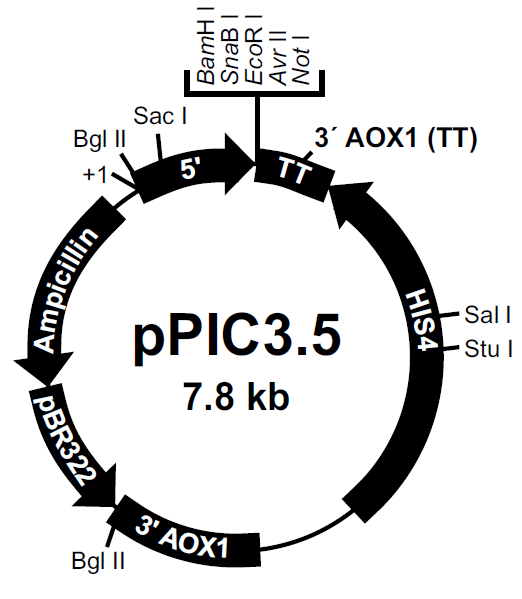 BamH I
SnaB I
EcoR I
Avr II
Not I
Sac I
Bgl II
+1
5'
TT
3´ AOX1 (TT)
Ampicillin
HIS4
Sal I
Stu I
pPIC3.5
7.8 kb
pBR322
3' AOX1
Bgl II